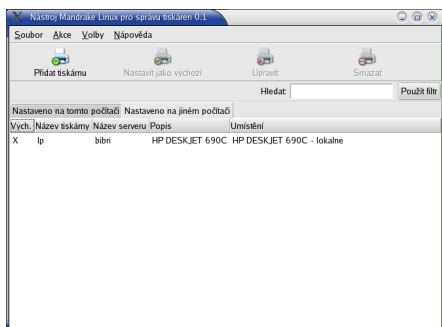 Nástroj Mandrake Linux pro správu tiskáren 0.1
Soubor Akce Volby Nápověda
Přidat tiskárnu Nastavit jako výchozí Upravit Smazat
Hledat: Použít filtr
Nastaveno na tomto počítači Nastaveno na jiném počítači
Vých. Název tiskárny Název serveru Popis Umístění
X lp bibri HP DESKJET 690C HP DESKJET 690C - lokalne